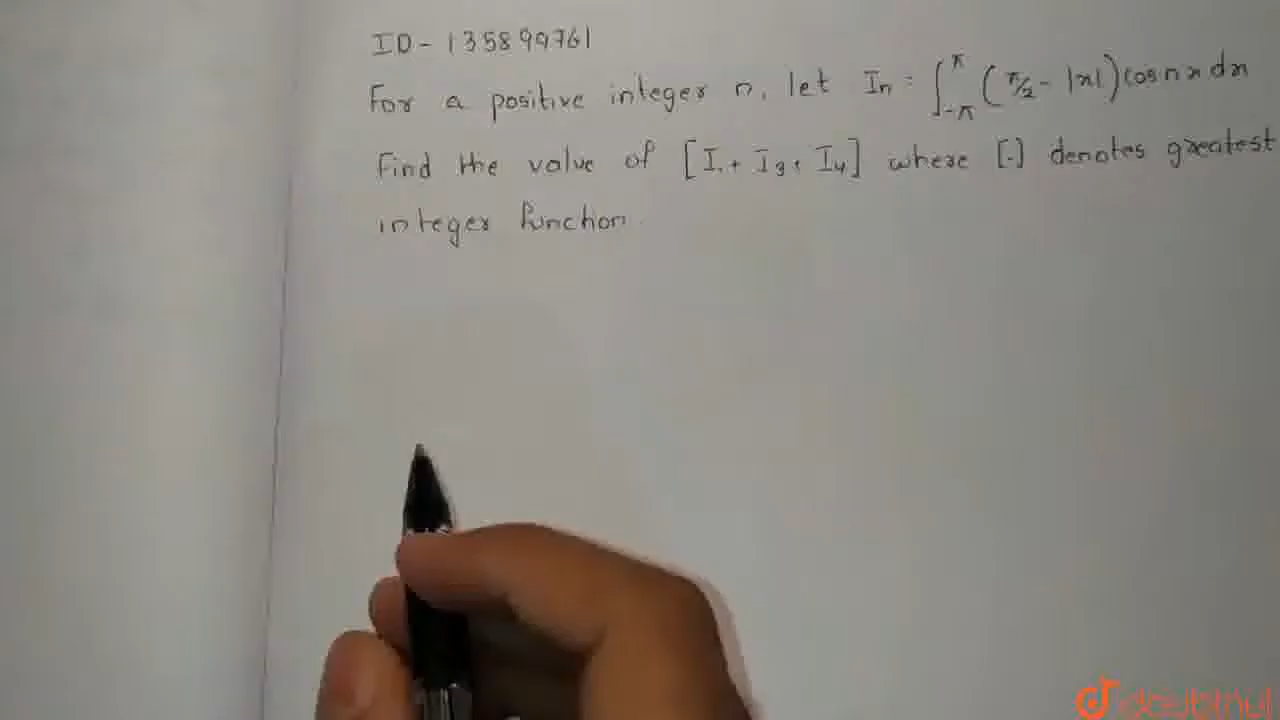 ID - 135899761
For a positive integer n, let Iₙ = ∫_{-π}^{π} (π/2 - |x|) cos nx dx
Find the value of [I₁ + I₃ + I₄] where [.] denotes greatest
integer function.
doubtnut